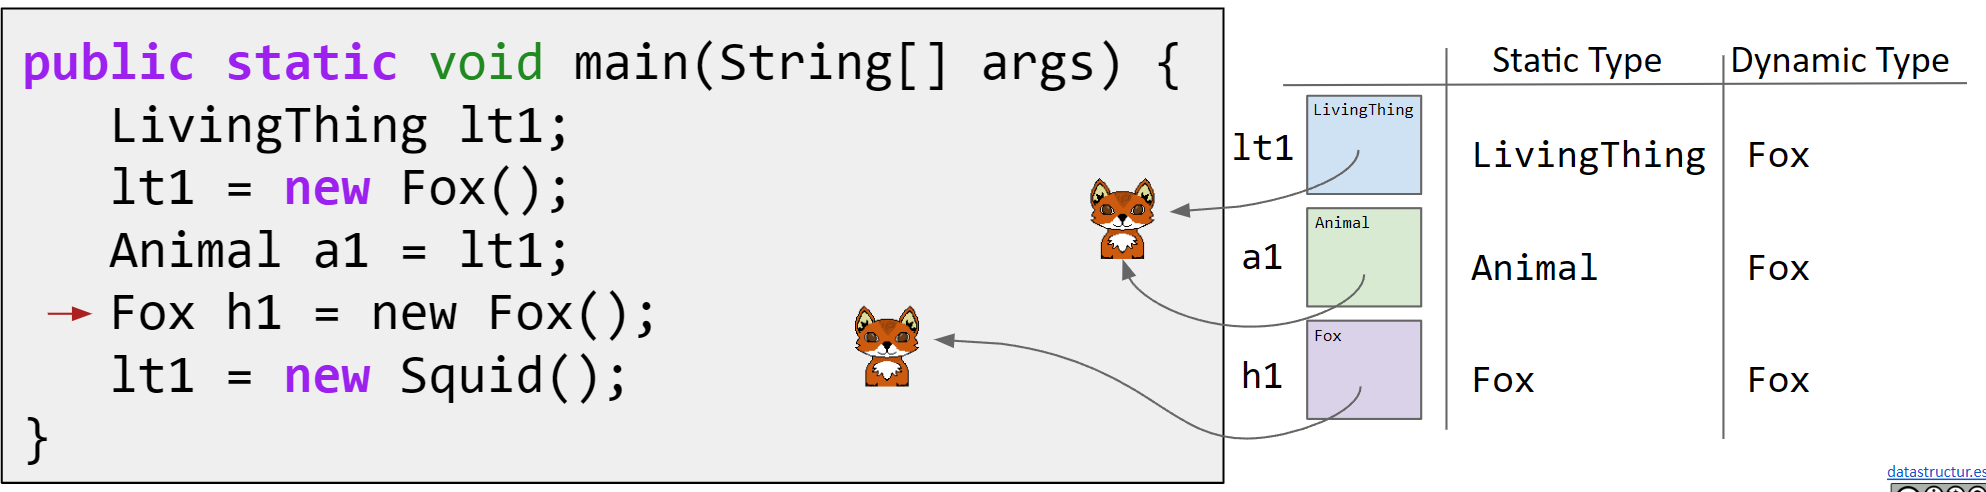 public static void main(String[] args) {
LivingThing lt1;
lt1 = new Fox();
Animal a1 = lt1;
Fox h1 = new Fox();
lt1 = new Squid();
}
Static Type Dynamic Type
lt1 LivingThing LivingThing Fox
a1 Animal Animal Fox
h1 Fox Fox Fox
datastructur.es